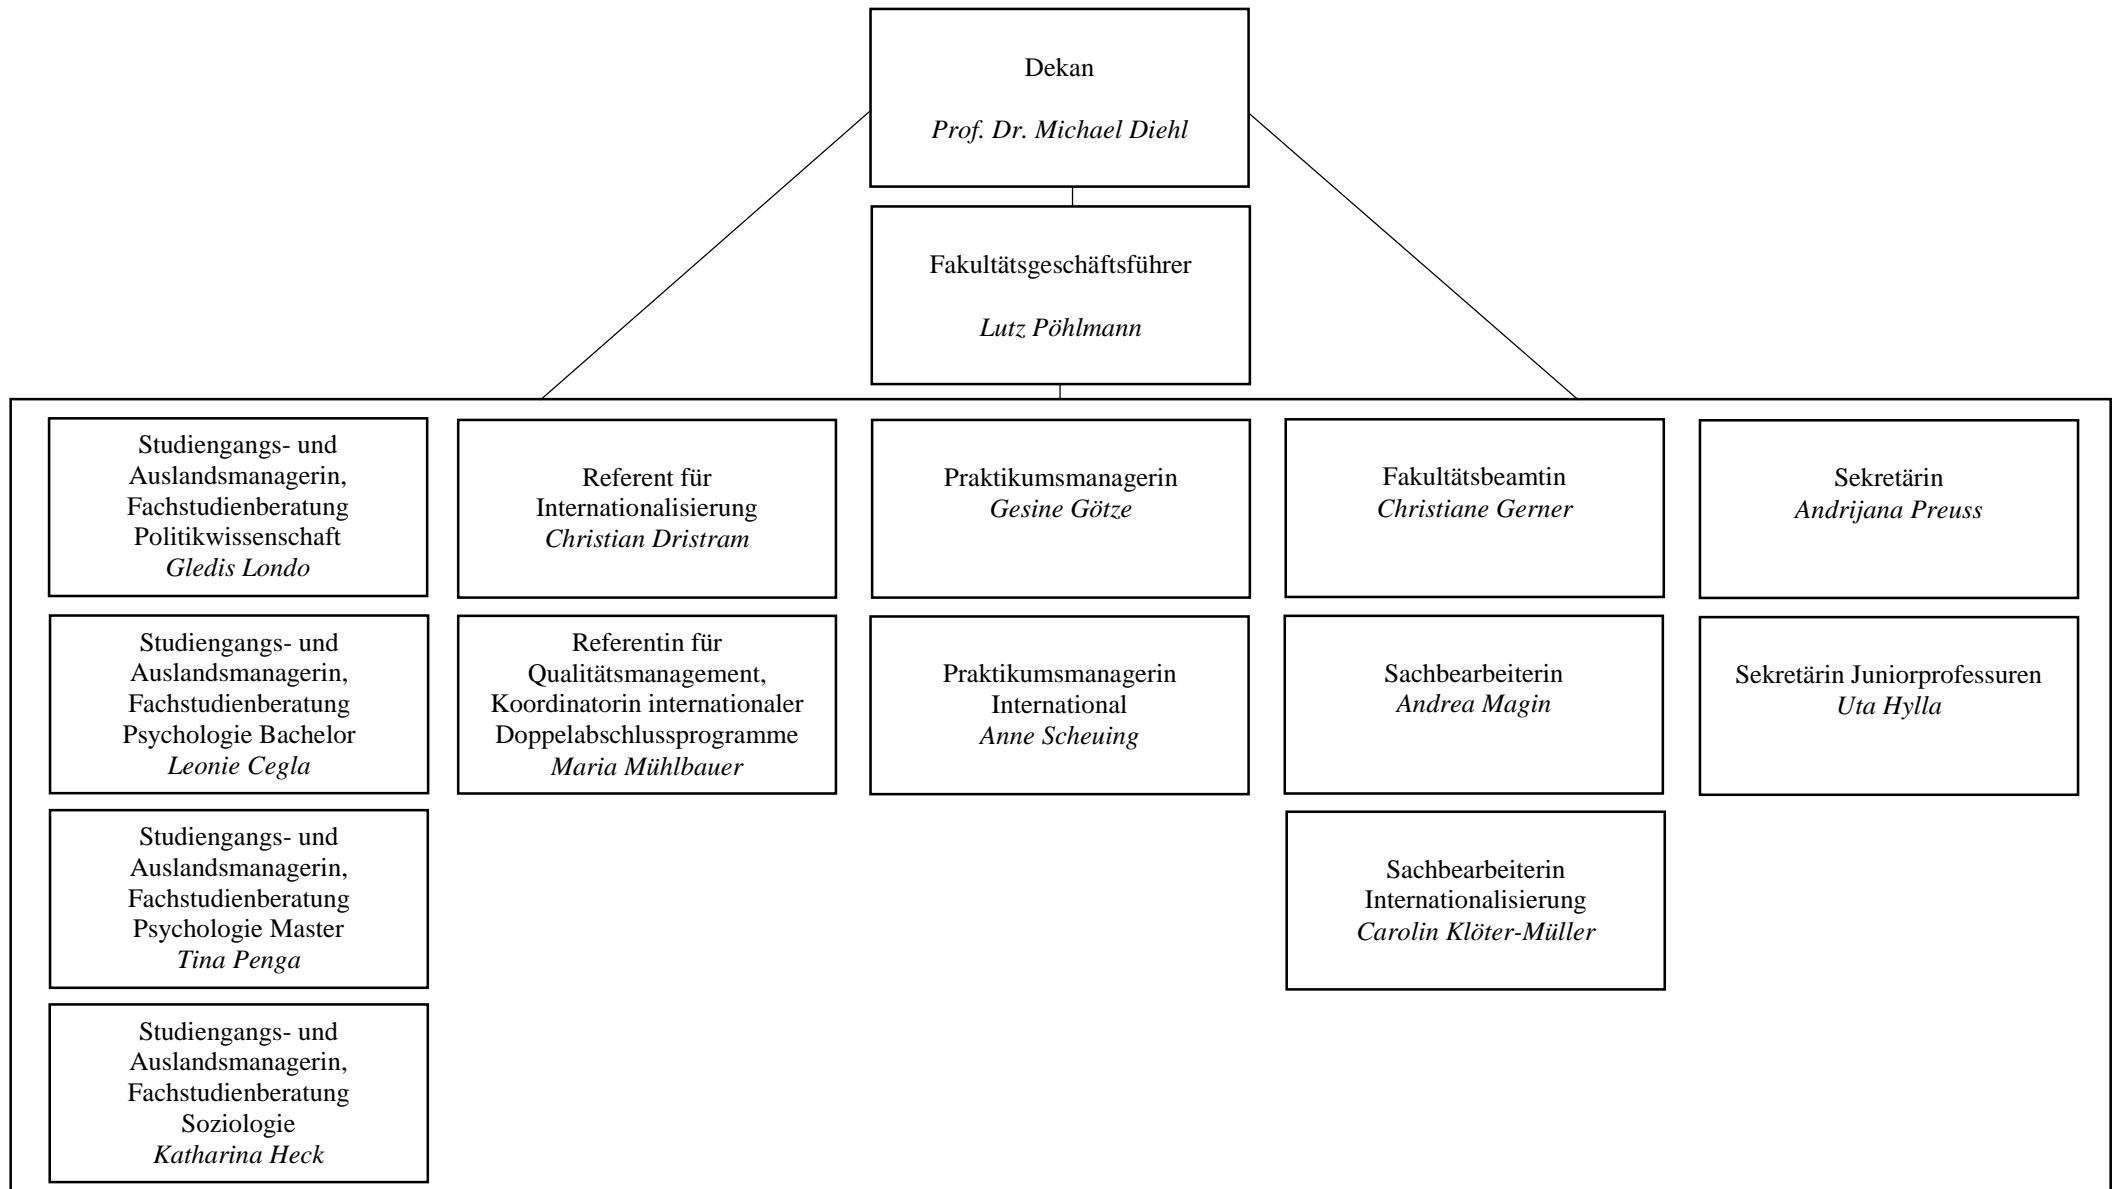 Dekan
Prof. Dr. Michael Diehl
Fakultätsgeschäftsführer
Lutz Pöhlmann
Studiengangs- und
Auslandsmanagerin,
Fachstudienberatung
Politikwissenschaft
Gledis Londo
Referent für
Internationalisierung
Christian Dristram
Praktikumsmanagerin
Gesine Götze
Fakultätsbeamtin
Christiane Gerner
Sekretärin
Andrijana Preuss
Studiengangs- und
Auslandsmanagerin,
Fachstudienberatung
Psychologie Bachelor
Leonie Cegla
Referentin für
Qualitätsmanagement,
Koordinatorin internationaler
Doppelabschlussprogramme
Maria Mühlbauer
Praktikumsmanagerin
International
Anne Scheuing
Sachbearbeiterin
Andrea Magin
Sekretärin Juniorprofessuren
Uta Hylla
Studiengangs- und
Auslandsmanagerin,
Fachstudienberatung
Psychologie Master
Tina Penga
Sachbearbeiterin
Internationalisierung
Carolin Klöter-Müller
Studiengangs- und
Auslandsmanagerin,
Fachstudienberatung
Soziologie
Katharina Heck